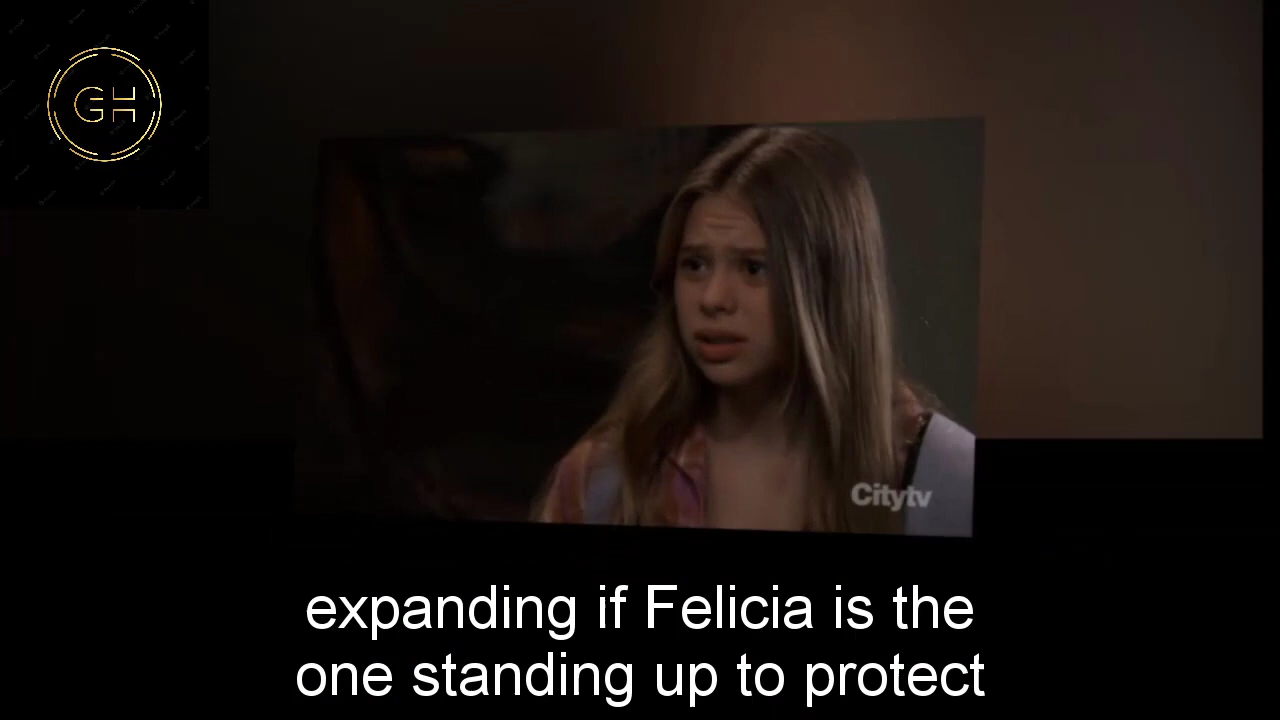 GH
Citytv
expanding if Felicia is the
one standing up to protect